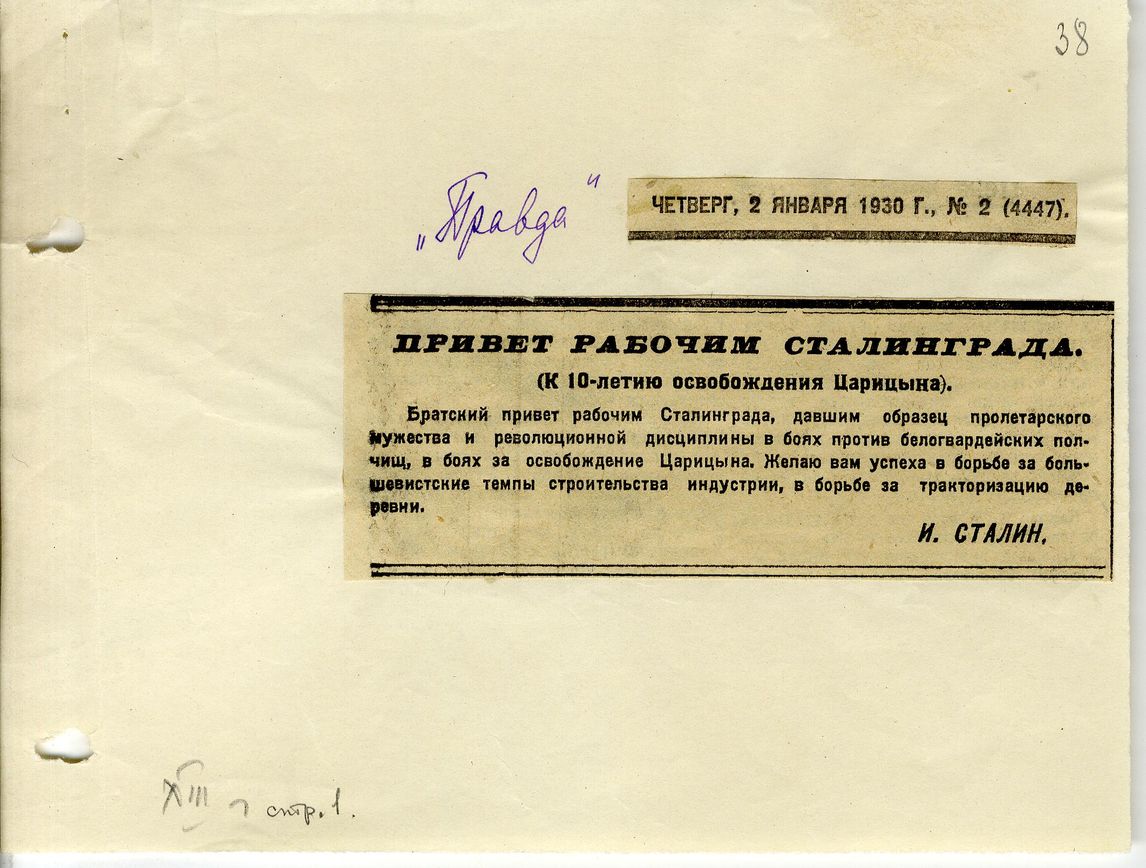 38
„Правда“
ЧЕТВЕРГ, 2 ЯНВАРЯ 1930 Г., № 2 (4447).
ПРИВЕТ РАБОЧИМ СТАЛИНГРАДА.
(К 10-летию освобождения Царицына).
Братский привет рабочим Сталинграда, давшим образец пролетарского
мужества и революционной дисциплины в боях против белогвардейских пол-
чищ, в боях за освобождение Царицына. Желаю вам успеха в борьбе за боль-
шевистские темпы строительства индустрии, в борьбе за тракторизацию де-
ревни.
И. СТАЛИН.
XIII стр. 1.